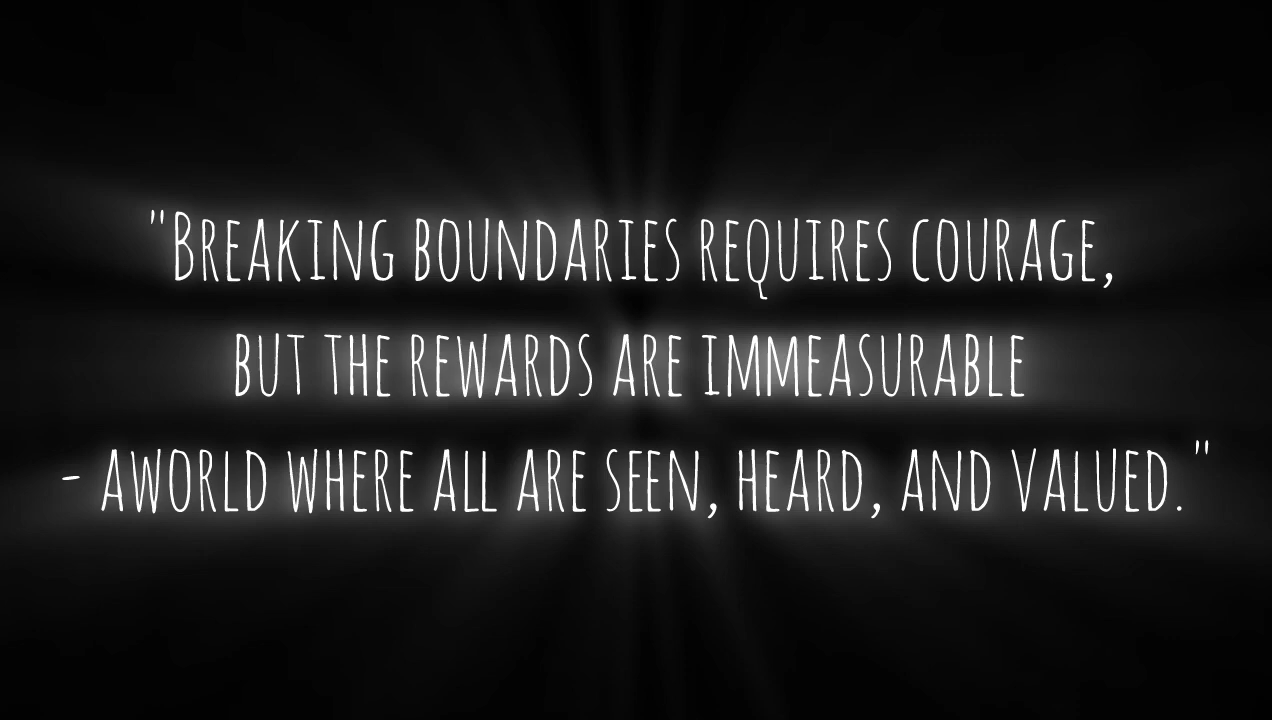 "Breaking boundaries requires courage,
but the rewards are immeasurable
- aworld where all are seen, heard, and valued."